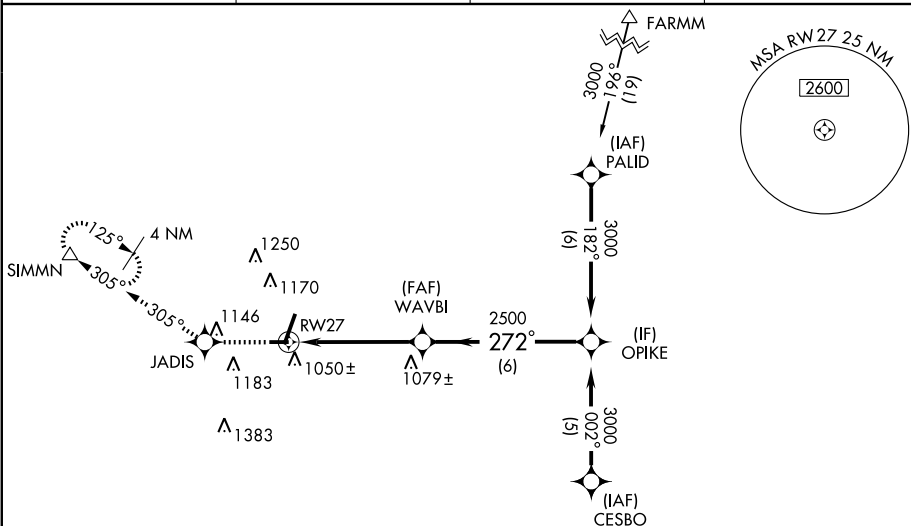 FARMM
3000
196°
(16)
MSA RW27 25 NM
2600
(IAF)
PALID
3000
182°
(6)
125°
4 NM
SIMMN
305°
305°
1250
1170
1146
JADIS
1183
1383
RW27
1050±
(FAF)
WAVBI
1079±
2500
272°
(6)
(IF)
OPIKE
3000
002°
(5)
(IAF)
CESBO